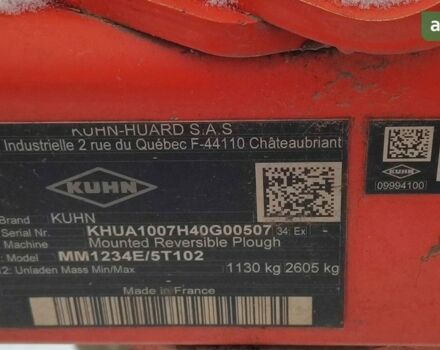 KUHN-HUARD S.A.S
Industrielle 2 rue du Québec F-44110 Châteaubriant
KUHN
KUHN
09994100
Brand KUHN
Serial Nr. KHUA1007H40G00507 34; Ex
Machine Mounted Reversible Plough
Model MM1234E/5T102
2: Unladen Mass Min/Max 1130 kg 2605 kg
Made in France